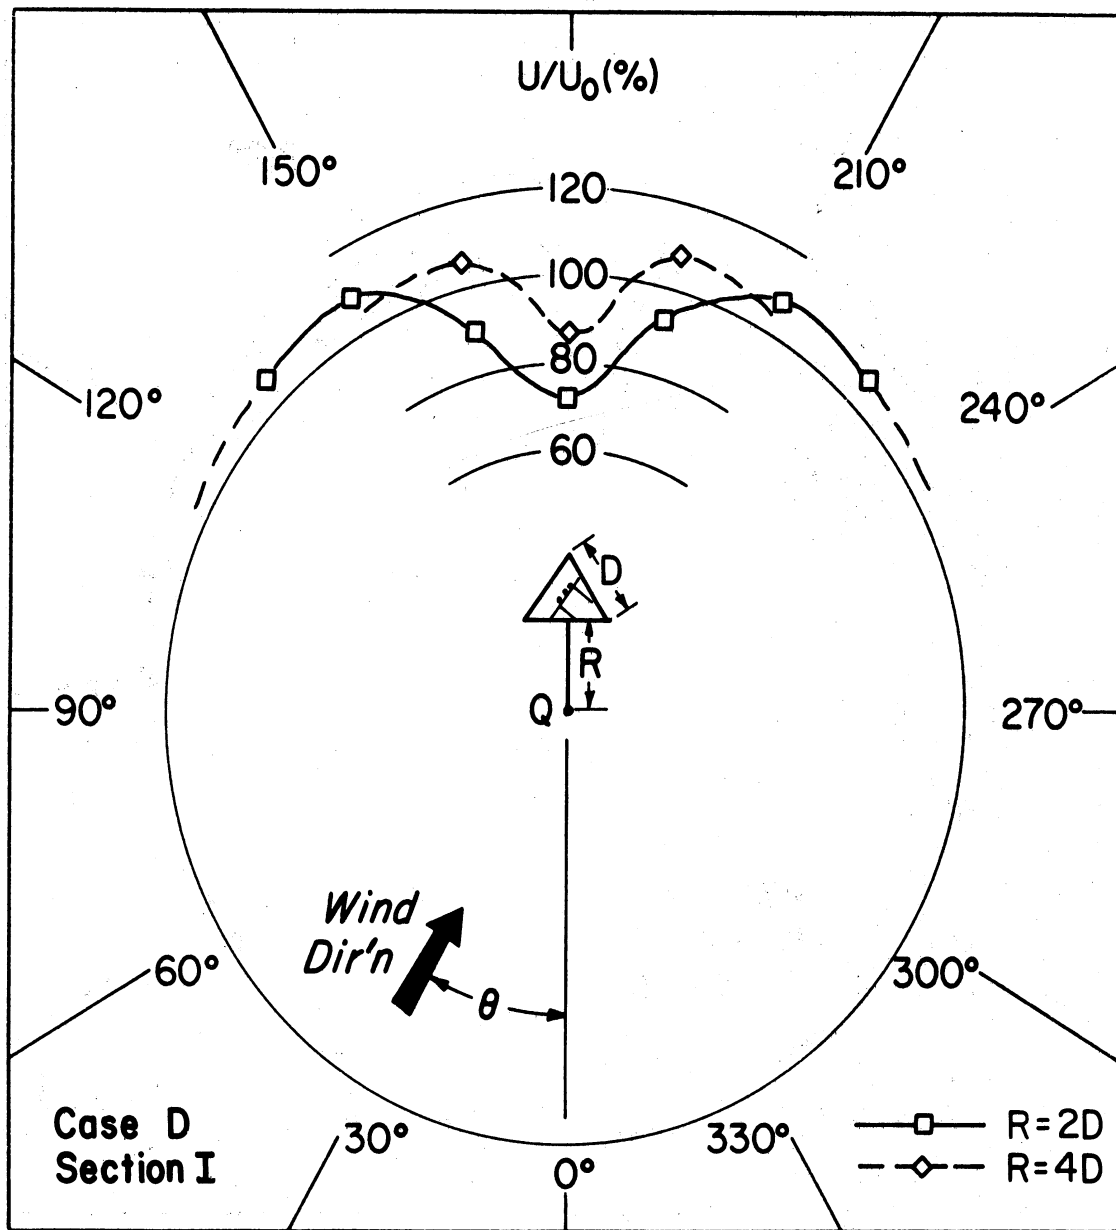 U/U₀(%)
150°
210°
120
100
80
60
120°
240°
D
R
Q
90°
270°
Wind
Dir'n
θ
60°
300°
Case D
Section I
30°
330°
0°
R=2D
R=4D